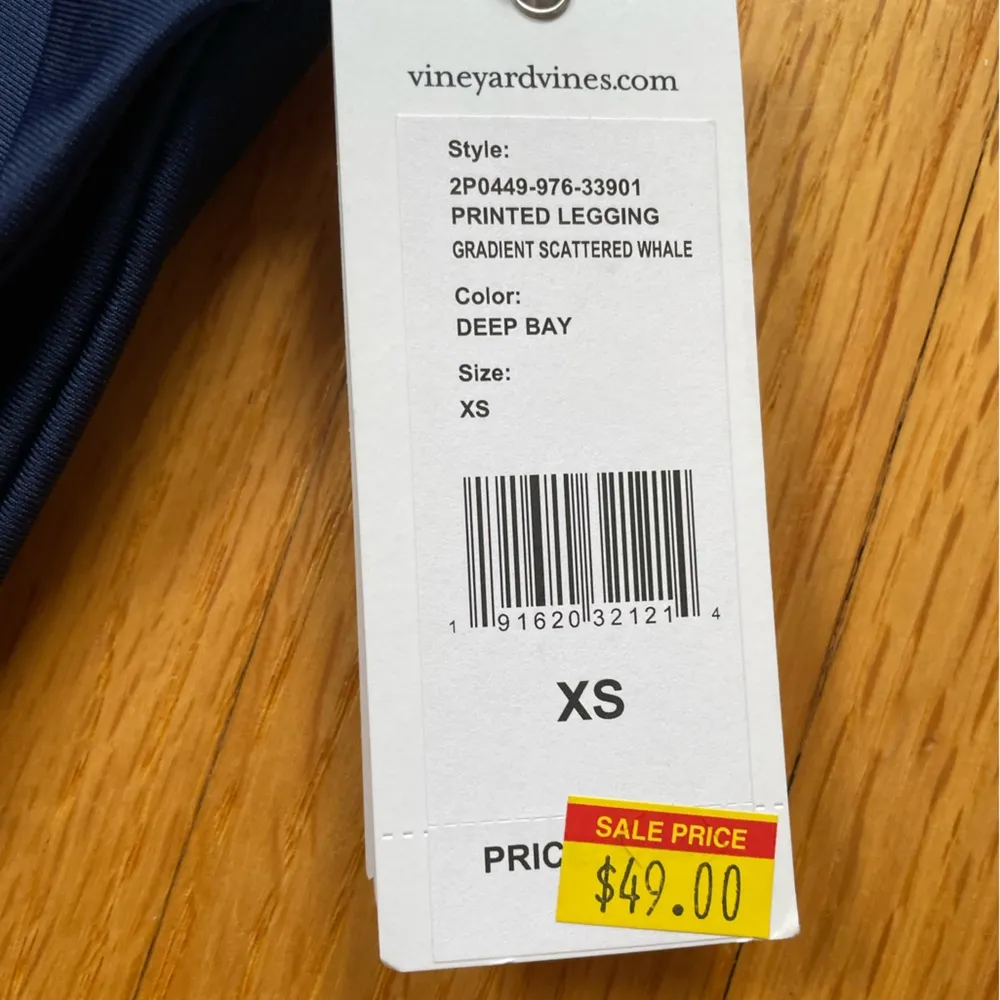 vineyardvines.com
Style:
2P0449-976-33901
PRINTED LEGGING
GRADIENT SCATTERED WHALE
Color:
DEEP BAY
Size:
XS
1 91620 32121 4
XS
PRIC
SALE PRICE
$49.00